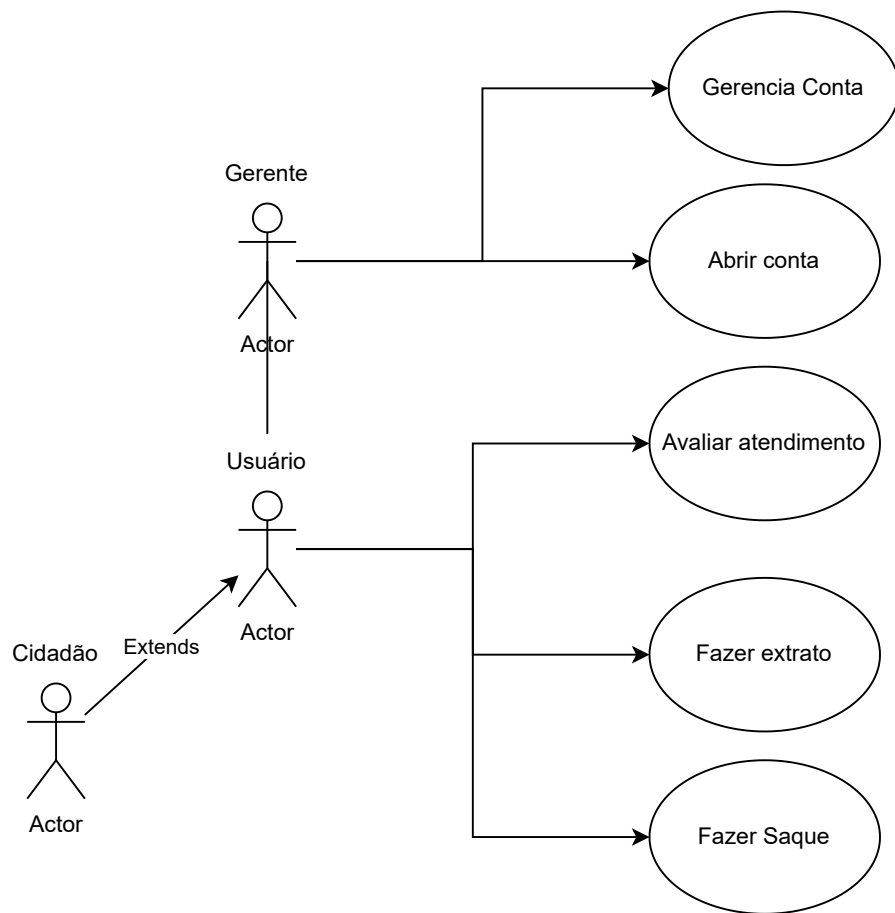 Gerencia Conta
Gerente
Abrir conta
Actor
Avaliar atendimento
Usuário
Actor
Extends
Cidadão
Fazer extrato
Actor
Fazer Saque